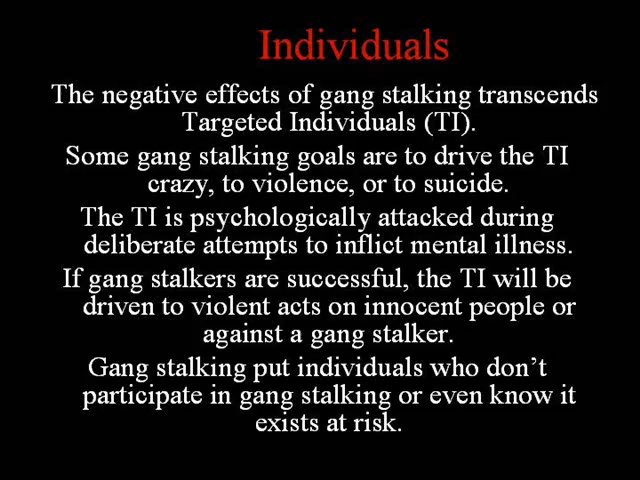 Individuals
The negative effects of gang stalking transcends
Targeted Individuals (TI).
Some gang stalking goals are to drive the TI
crazy, to violence, or to suicide.
The TI is psychologically attacked during
deliberate attempts to inflict mental illness.
If gang stalkers are successful, the TI will be
driven to violent acts on innocent people or
against a gang stalker.
Gang stalking put individuals who don’t
participate in gang stalking or even know it
exists at risk.